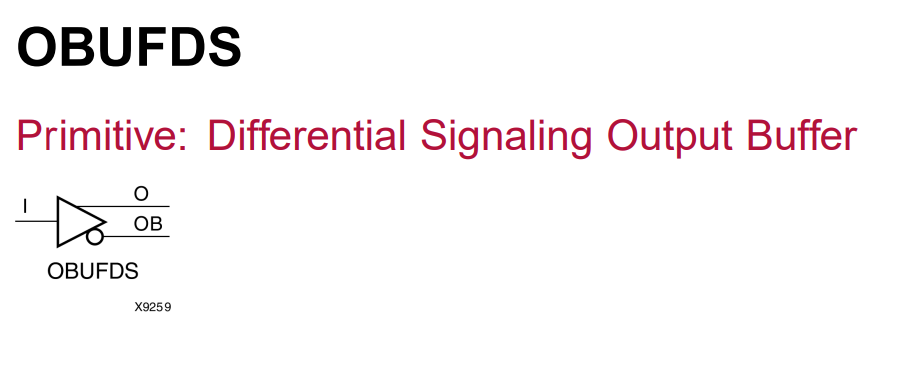 OBUFDS
Primitive: Differential Signaling Output Buffer
O
I
OB
OBUFDS
X9259